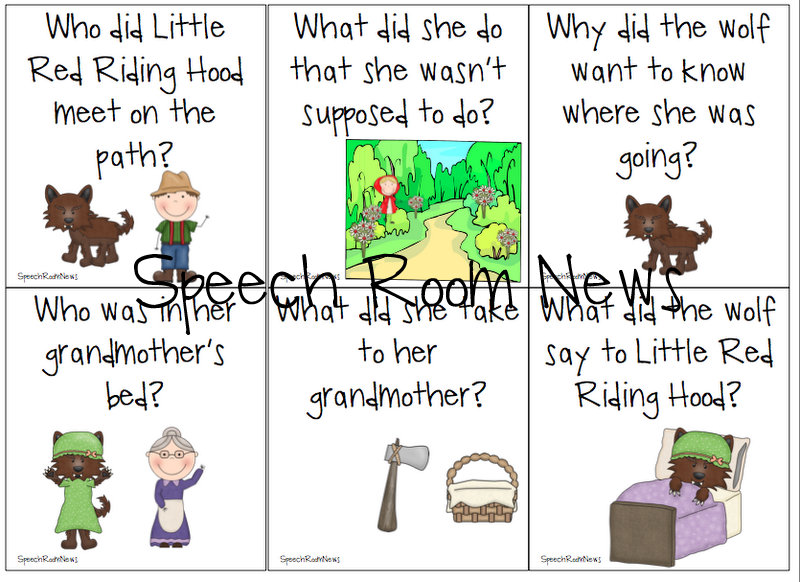 Who did Little
Red Riding Hood
meet on the
path?
SpeechRoomNews
What did she do
that she wasn't
supposed to do?
SpeechRoomNews
Why did the wolf
want to know
where she was
going?
SpeechRoomNews
Speech Room News
Who was in her
grandmother's
bed?
SpeechRoomNews
What did she take
to her
grandmother?
SpeechRoomNews
What did the wolf
say to Little Red
Riding Hood?
SpeechRoomNews